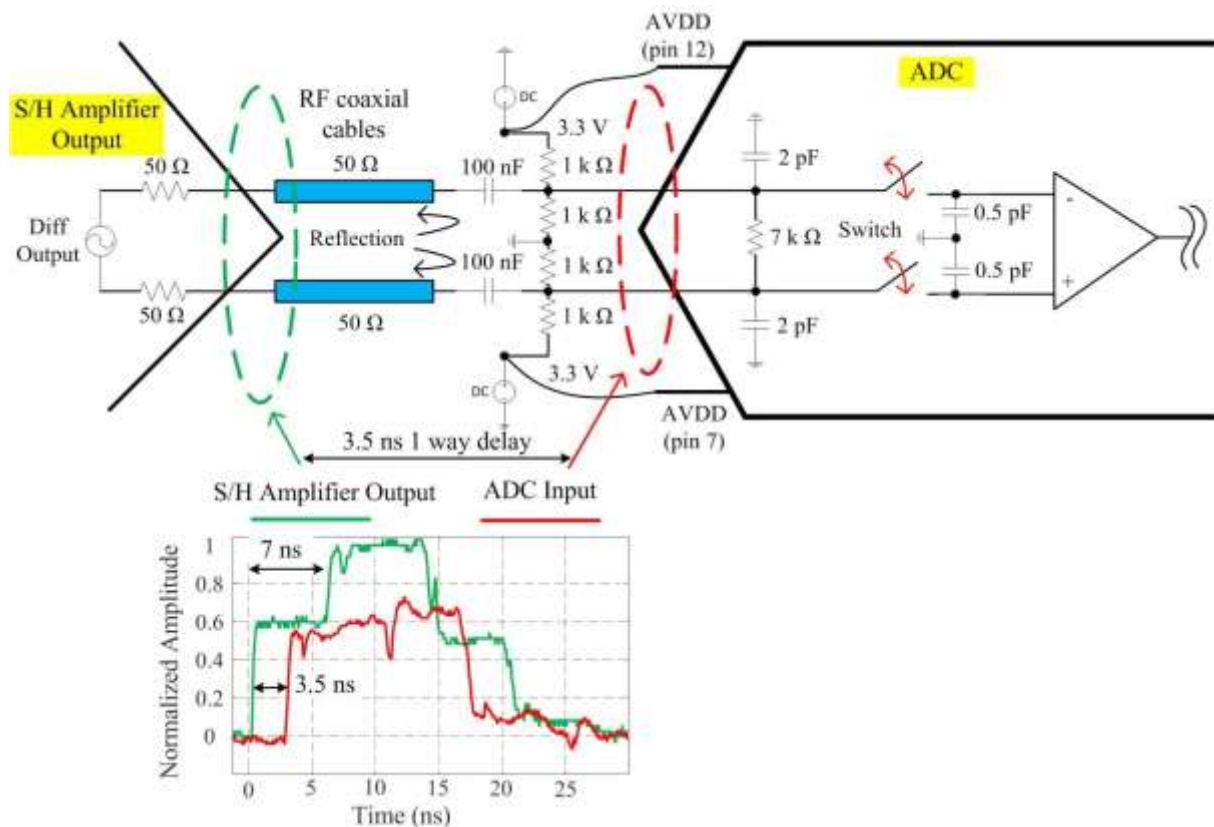 AVDD
(pin 12)
ADC
S/H Amplifier
Output
RF coaxial
cables
DC
3.3 V
50 Ω
50 Ω
100 nF
1 k Ω
2 pF
Diff
Output
Reflection
1 k Ω
7 k Ω
Switch
-
0.5 pF
100 nF
1 k Ω
0.5 pF
+
50 Ω
50 Ω
1 k Ω
2 pF
DC
3.3 V
AVDD
(pin 7)
3.5 ns 1 way delay
S/H Amplifier Output
ADC Input
7 ns
3.5 ns
Normalized Amplitude
1
0.8
0.6
0.4
0.2
0
0
5
10
15
20
25
Time (ns)